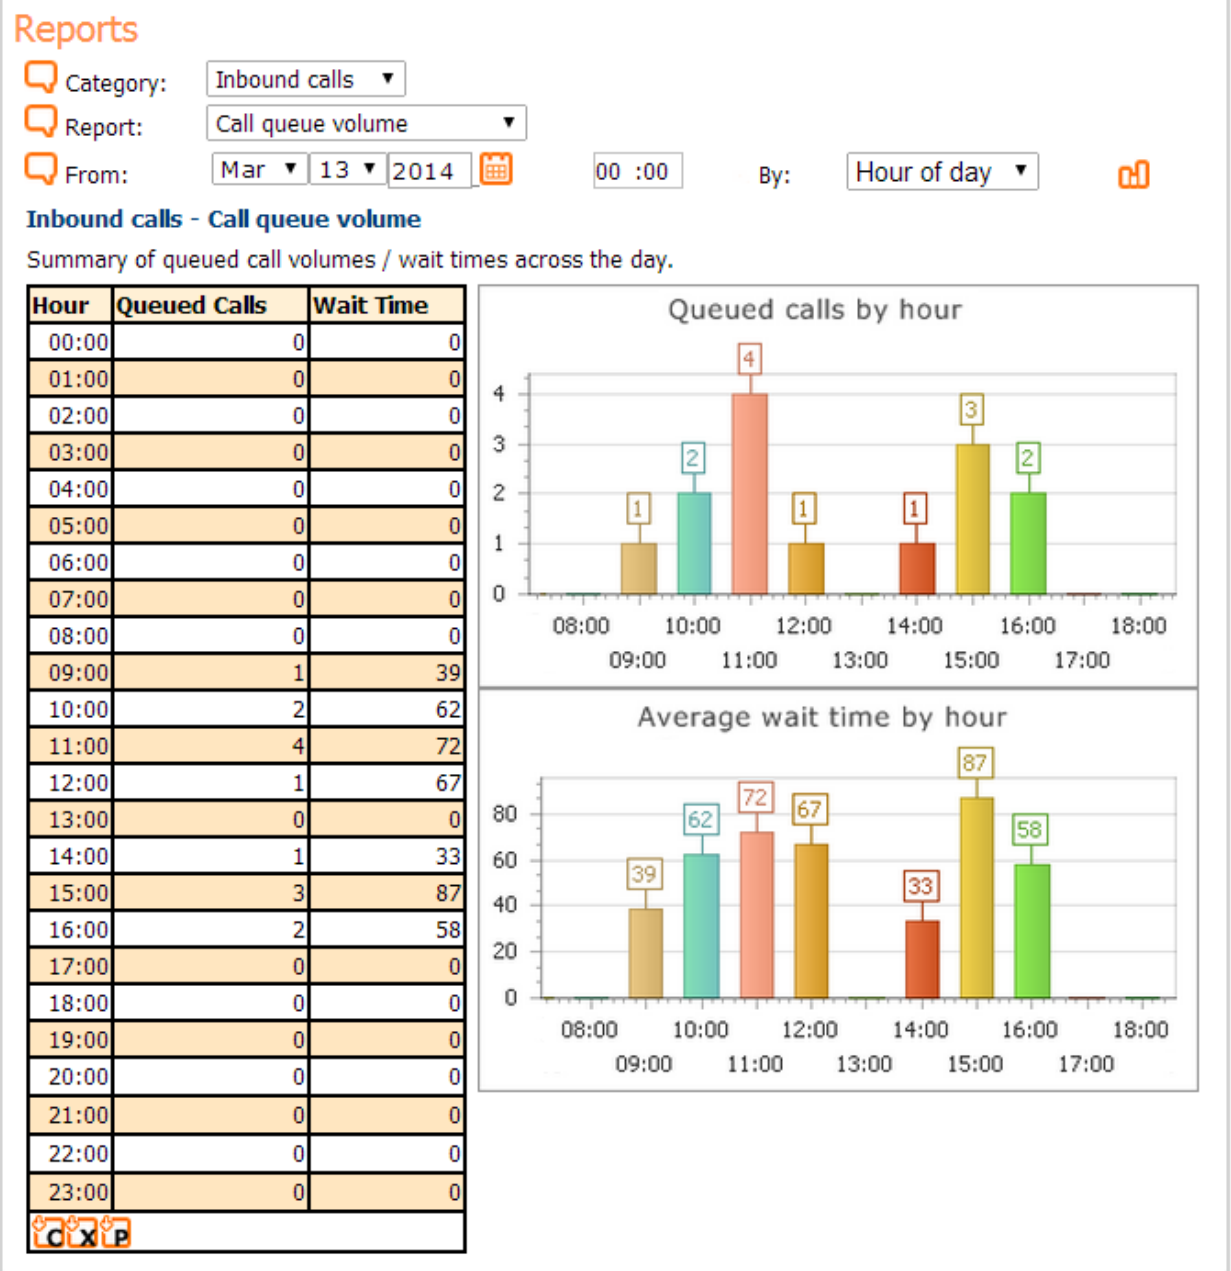 Reports
Category: Inbound calls
Report: Call queue volume
From: Mar 13 2014 00 :00 By: Hour of day
Inbound calls - Call queue volume
Summary of queued call volumes / wait times across the day.
Hour Queued Calls Wait Time
00:00 0 0
01:00 0 0
02:00 0 0
03:00 0 0
04:00 0 0
05:00 0 0
06:00 0 0
07:00 0 0
08:00 0 0
09:00 1 39
10:00 2 62
11:00 4 72
12:00 1 67
13:00 0 0
14:00 1 33
15:00 3 87
16:00 2 58
17:00 0 0
18:00 0 0
19:00 0 0
20:00 0 0
21:00 0 0
22:00 0 0
23:00 0 0
C X P
Queued calls by hour
4
4
3
3
2 2
2
1 1 1
1
0
08:00 10:00 12:00 14:00 16:00 18:00
09:00 11:00 13:00 15:00 17:00
Average wait time by hour
87
72
80 67
62 58
60
39 33
40
20
0
08:00 10:00 12:00 14:00 16:00 18:00
09:00 11:00 13:00 15:00 17:00